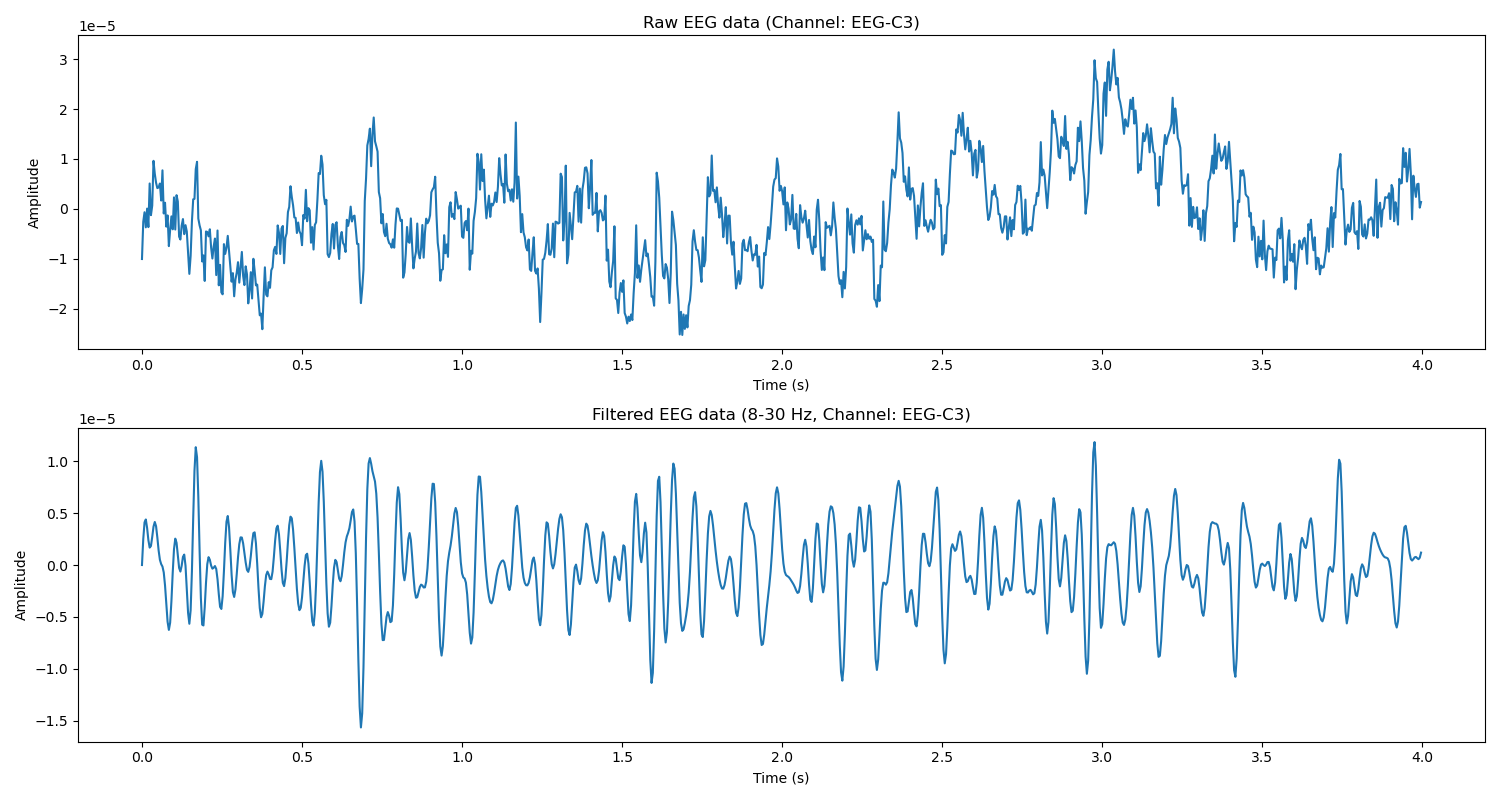 Raw EEG data (Channel: EEG-C3)
1e−5
3
2
1
0
−1
−2
Amplitude
0.0 0.5 1.0 1.5 2.0 2.5 3.0 3.5 4.0
Time (s)
Filtered EEG data (8-30 Hz, Channel: EEG-C3)
1e−5
1.0
0.5
0.0
−0.5
−1.0
−1.5
Amplitude
0.0 0.5 1.0 1.5 2.0 2.5 3.0 3.5 4.0
Time (s)